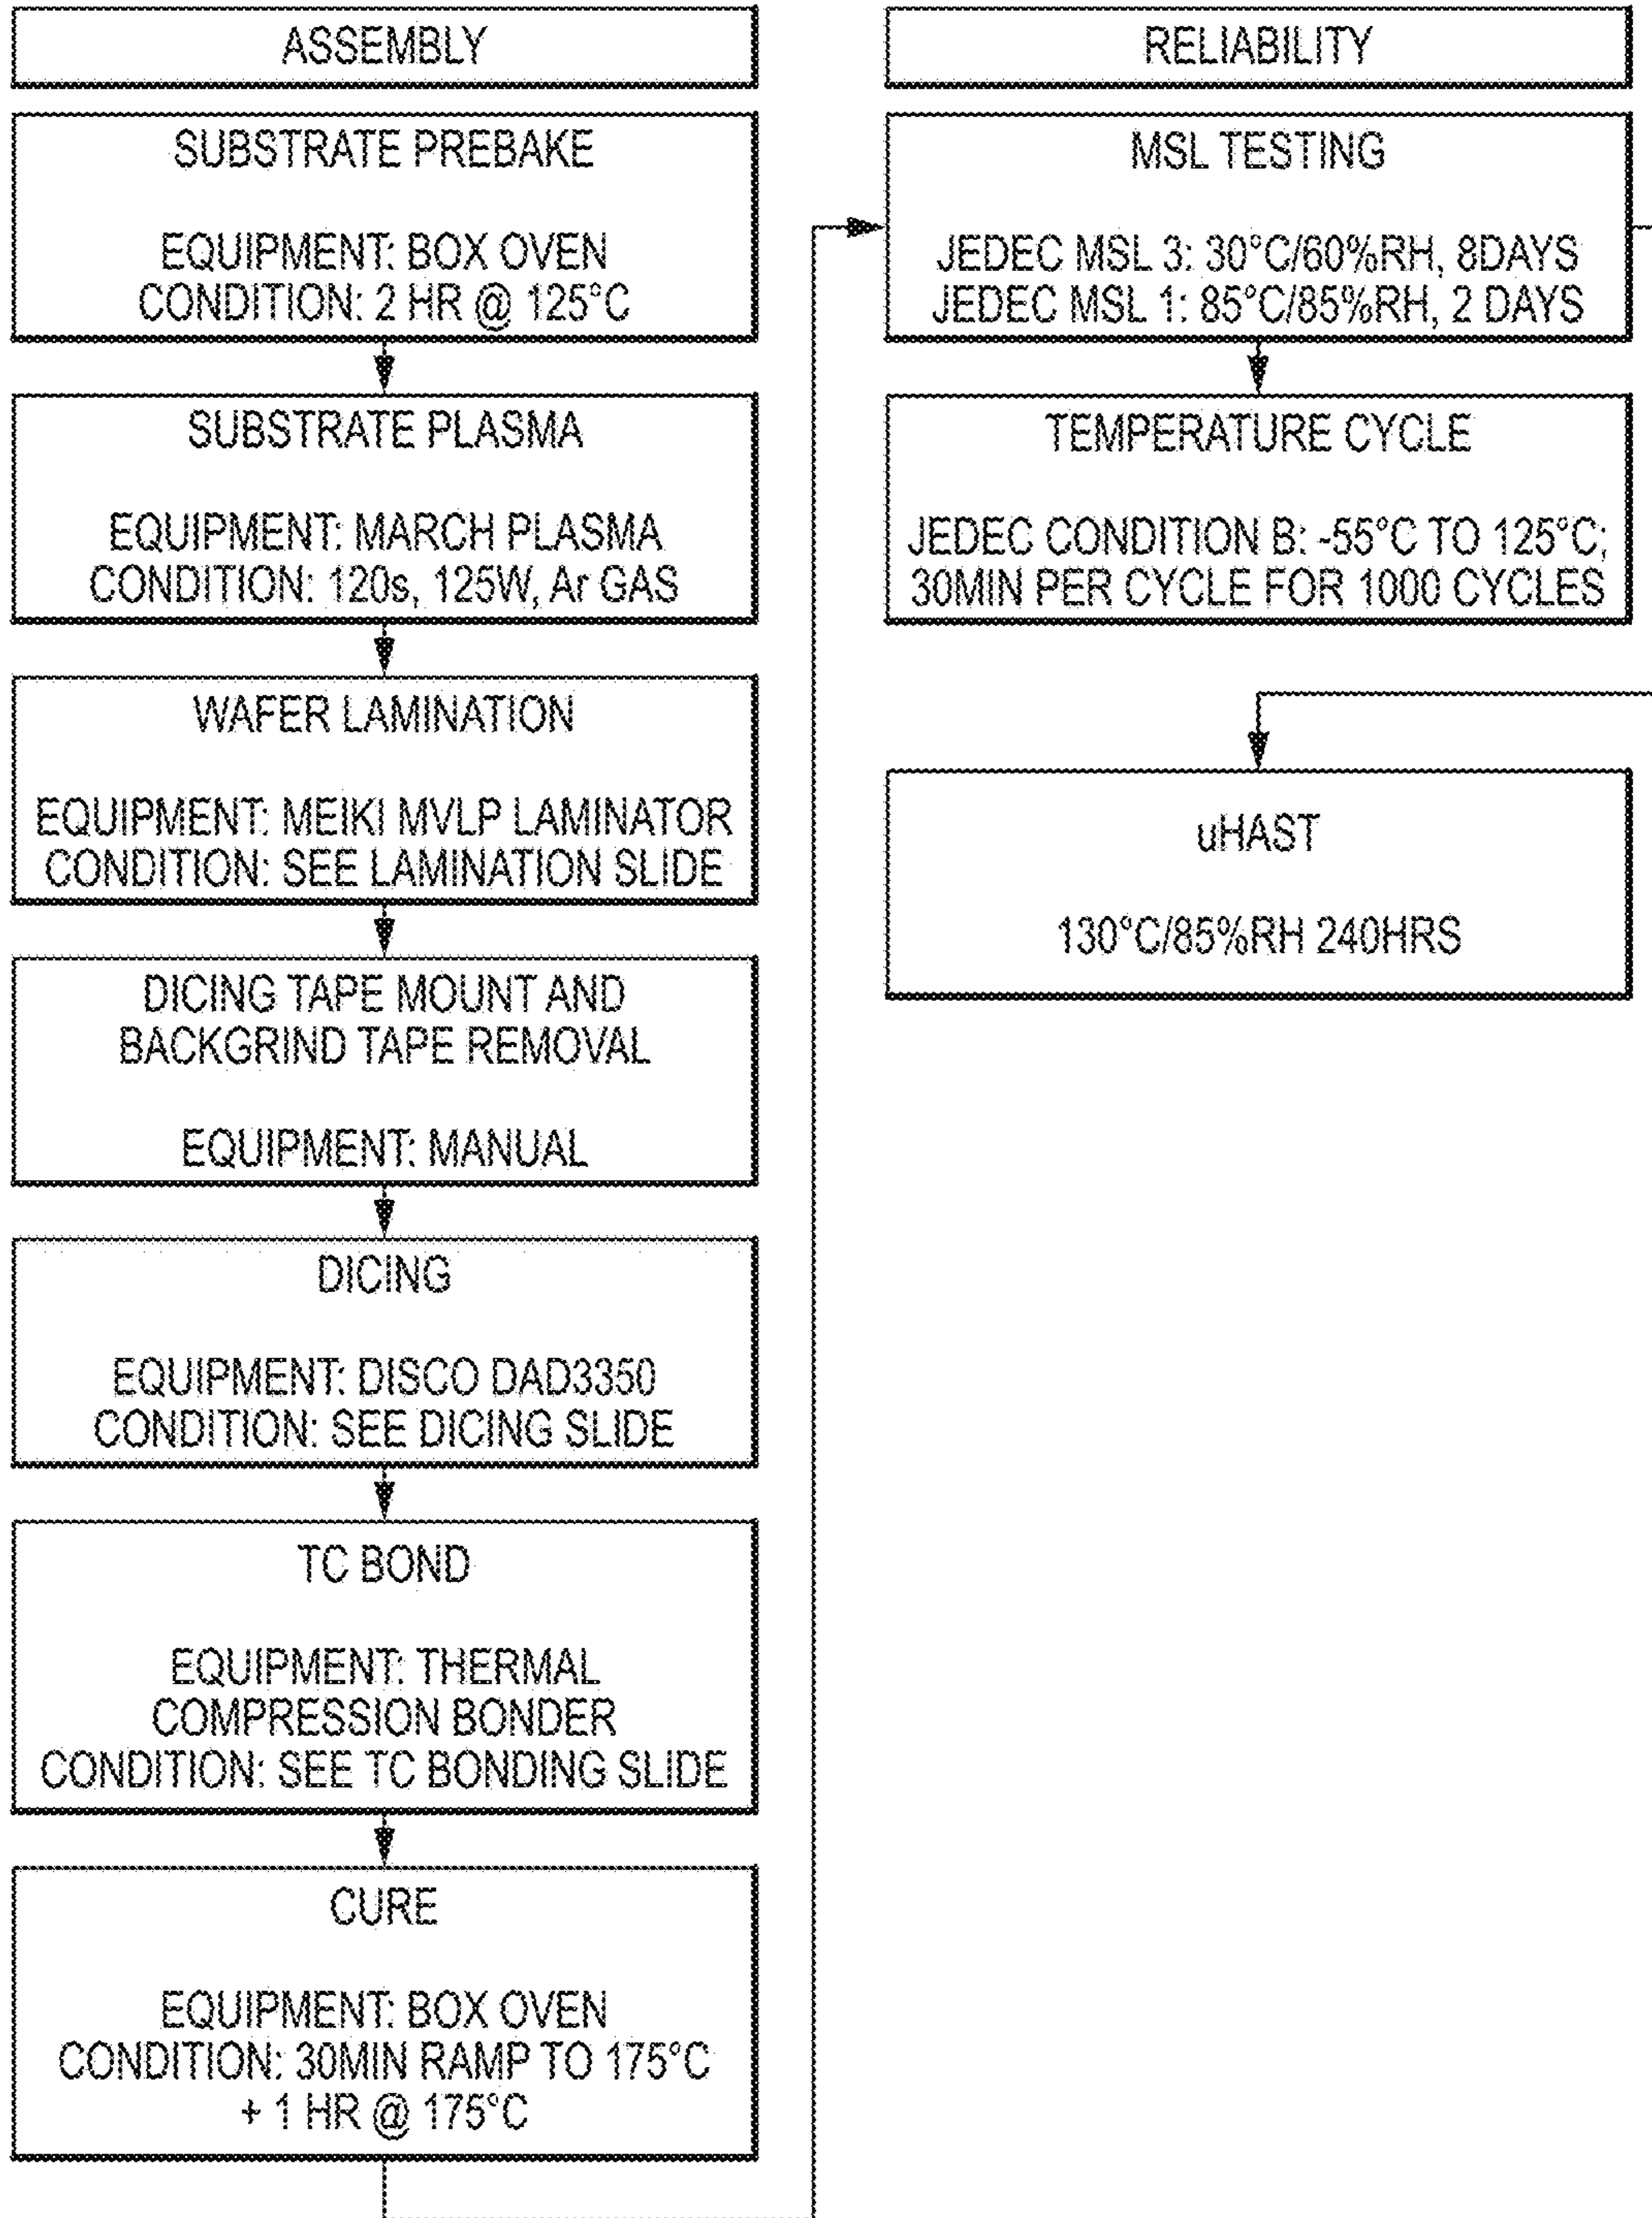 ASSEMBLY
SUBSTRATE PREBAKE
EQUIPMENT: BOX OVEN
CONDITION: 2 HR @ 125°C
SUBSTRATE PLASMA
EQUIPMENT: MARCH PLASMA
CONDITION: 120s, 125W, Ar GAS
WAFER LAMINATION
EQUIPMENT: MEIKI MVLP LAMINATOR
CONDITION: SEE LAMINATION SLIDE
DICING TAPE MOUNT AND
BACKGRIND TAPE REMOVAL
EQUIPMENT: MANUAL
DICING
EQUIPMENT: DISCO DAD3350
CONDITION: SEE DICING SLIDE
TC BOND
EQUIPMENT: THERMAL
COMPRESSION BONDER
CONDITION: SEE TC BONDING SLIDE
CURE
EQUIPMENT: BOX OVEN
CONDITION: 30MIN RAMP TO 175°C
+ 1 HR @ 175°C
RELIABILITY
MSL TESTING
JEDEC MSL 3: 30°C/60%RH, 8DAYS
JEDEC MSL 1: 85°C/85%RH, 2 DAYS
TEMPERATURE CYCLE
JEDEC CONDITION B: -55°C TO 125°C;
30MIN PER CYCLE FOR 1000 CYCLES
uHAST
130°C/85%RH 240HRS